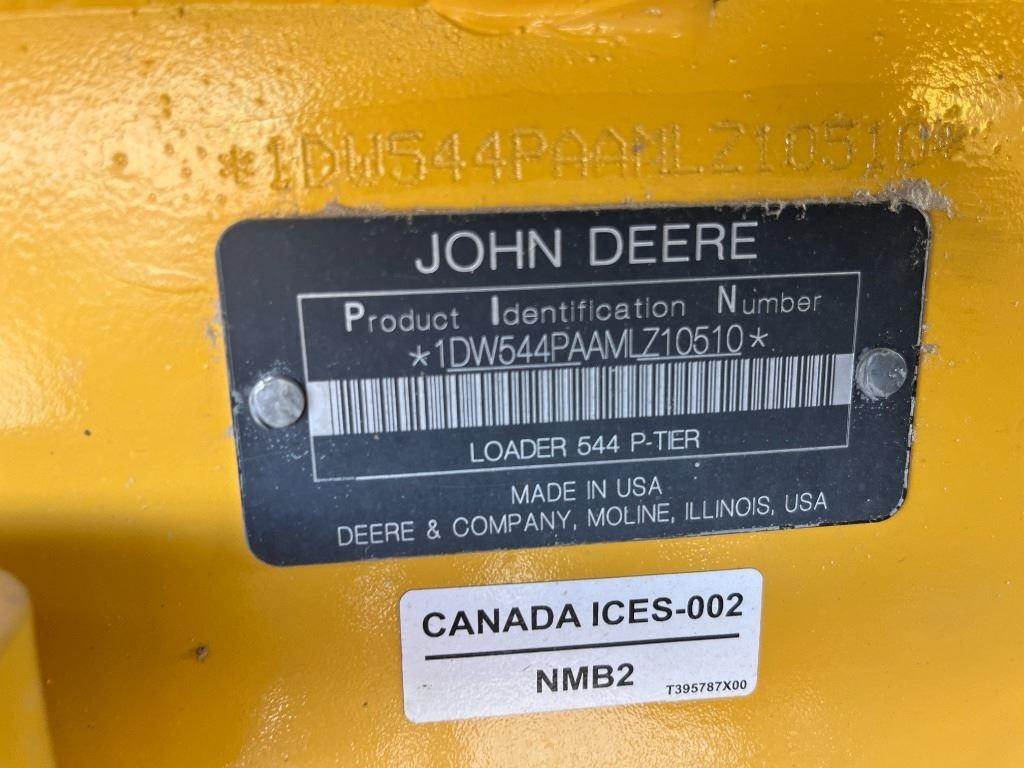 *1DW544PAAMLZ10510*
JOHN DEERE
Product Identification Number
*1DW544PAAMLZ10510*
LOADER 544 P-TIER
MADE IN USA
DEERE & COMPANY, MOLINE, ILLINOIS, USA
CANADA ICES-002
NMB2
T395787X00